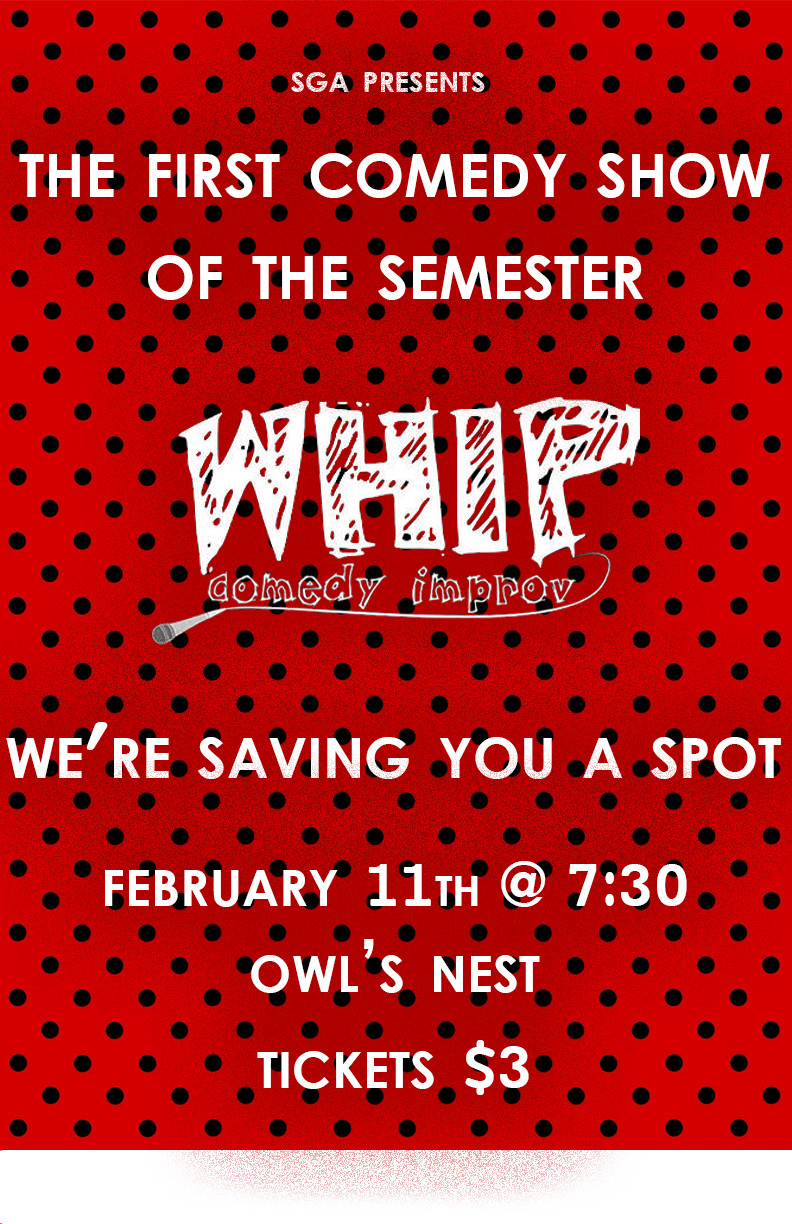 SGA PRESENTS
THE FIRST COMEDY SHOW
OF THE SEMESTER
WHIP
comedy improv
WE'RE SAVING YOU A SPOT
FEBRUARY 11TH @ 7:30
OWL'S NEST
TICKETS $3